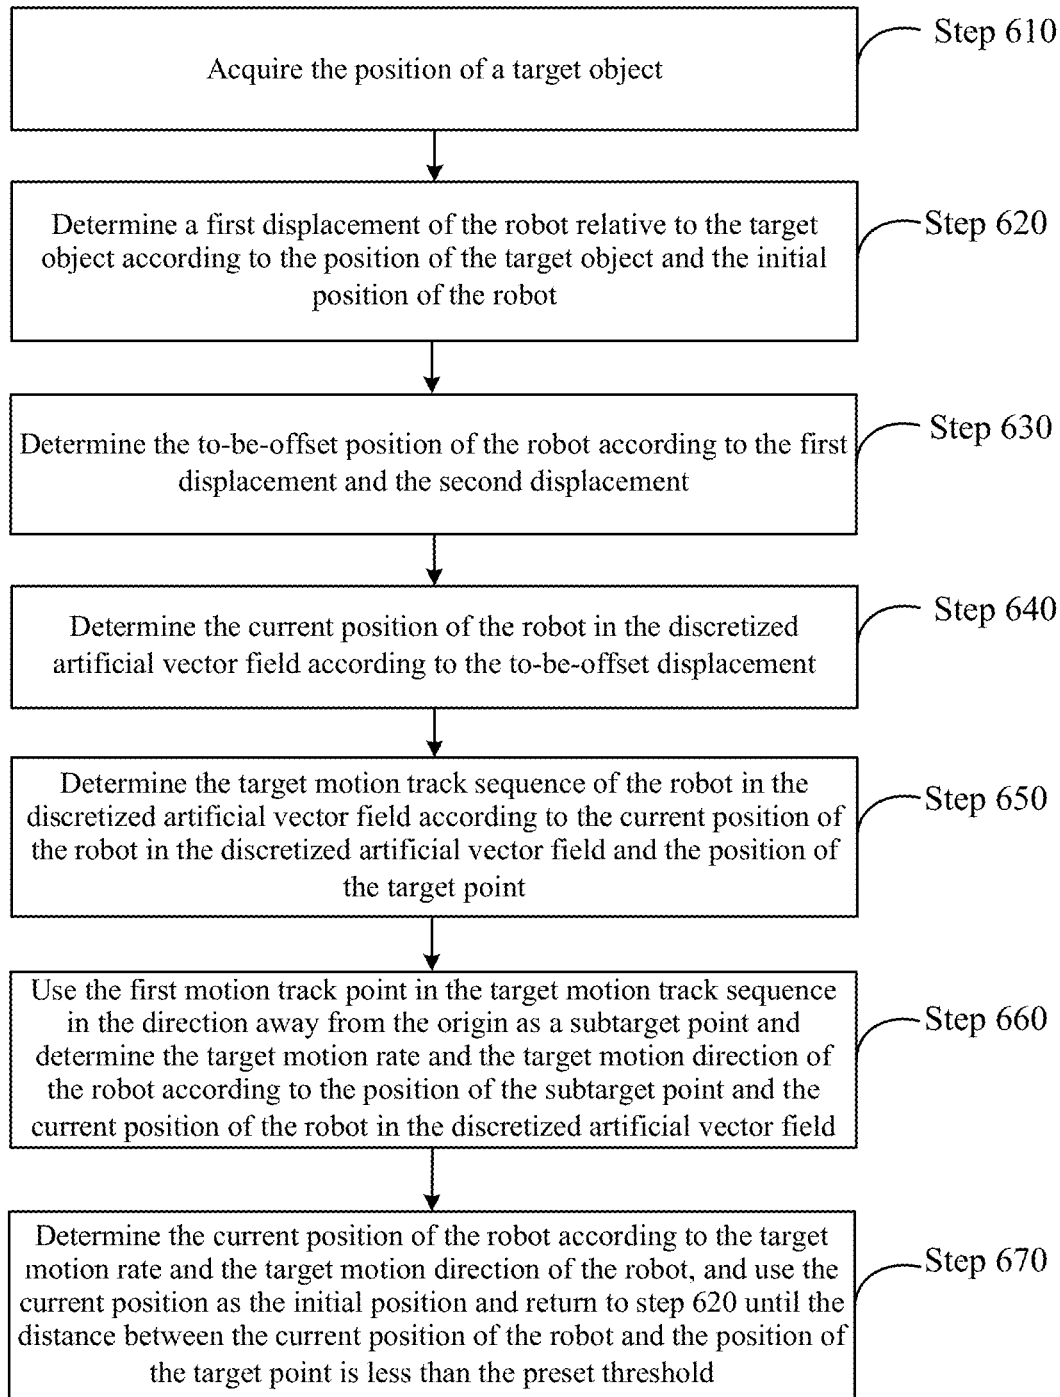 Acquire the position of a target object
Step 610
Determine a first displacement of the robot relative to the target
object according to the position of the target object and the initial
position of the robot
Step 620
Determine the to-be-offset position of the robot according to the first
displacement and the second displacement
Step 630
Determine the current position of the robot in the discretized
artificial vector field according to the to-be-offset displacement
Step 640
Determine the target motion track sequence of the robot in the
discretized artificial vector field according to the current position of
the robot in the discretized artificial vector field and the position of
the target point
Step 650
Use the first motion track point in the target motion track sequence
in the direction away from the origin as a subtarget point and
determine the target motion rate and the target motion direction of
the robot according to the position of the subtarget point and the
current position of the robot in the discretized artificial vector field
Step 660
Determine the current position of the robot according to the target
motion rate and the target motion direction of the robot, and use the
current position as the initial position and return to step 620 until the
distance between the current position of the robot and the position of
the target point is less than the preset threshold
Step 670